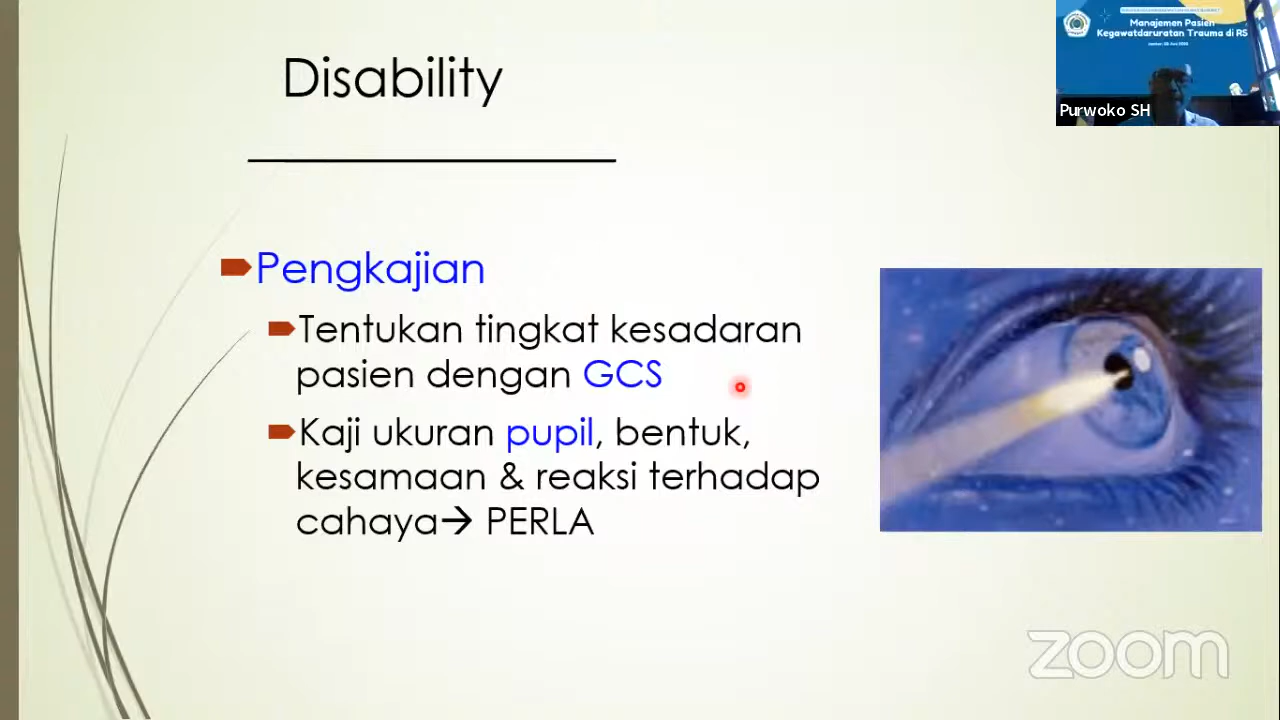 Disability
Pengkajian
Tentukan tingkat kesadaran
pasien dengan GCS
Kaji ukuran pupil, bentuk,
kesamaan & reaksi terhadap
cahaya→ PERLA
Manajemen Pasien
Kegawatdaruratan Trauma di RS
Purwoko SH
zoom